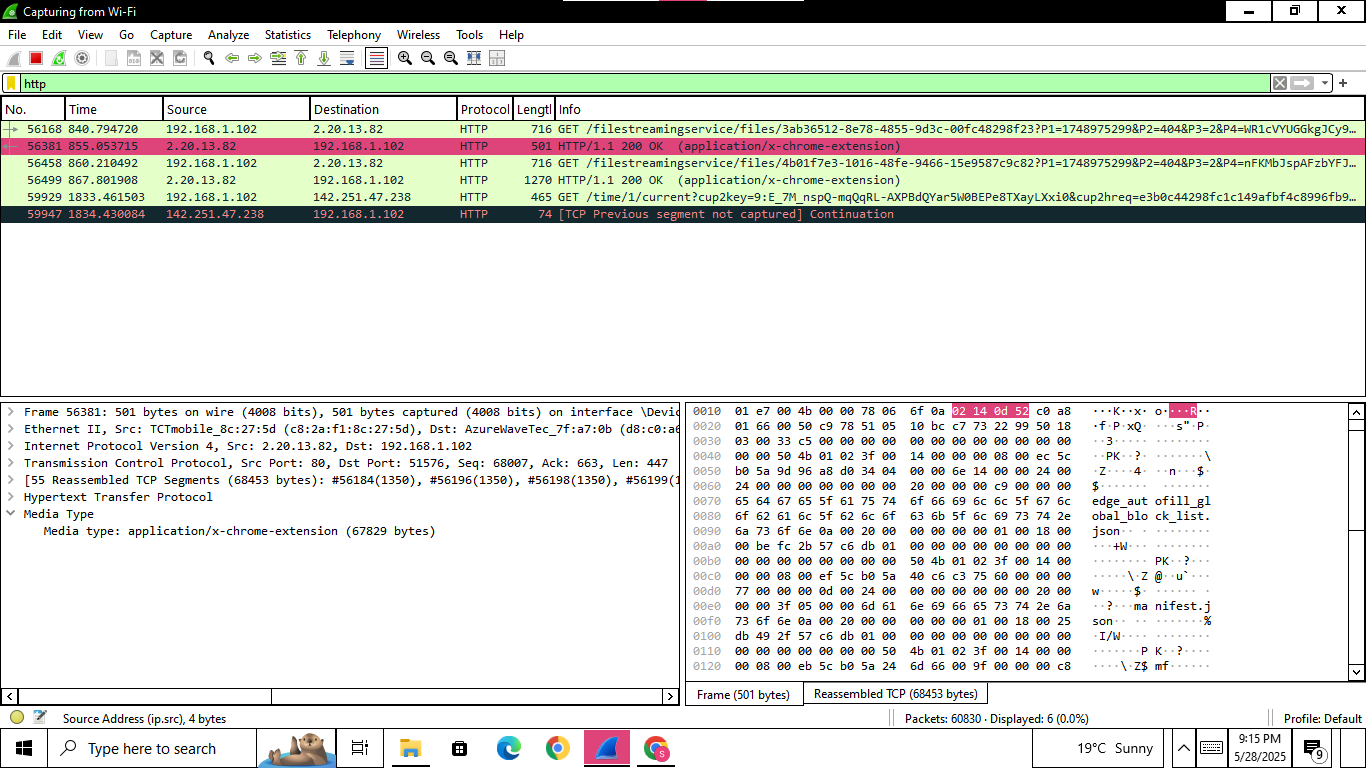 Capturing from Wi-Fi
File Edit View Go Capture Analyze Statistics Telephony Wireless Tools Help
http
No. Time Source Destination Protocol Lengtl Info
56168 840.794720 192.168.1.102 2.20.13.82 HTTP 716 GET /filestreamingservice/files/3ab36512-8e78-4855-9d3c-00fc48298f23?P1=1748975299&P2=404&P3=2&P4=WR1cVYUGGkgJCy9…
56381 855.053715 2.20.13.82 192.168.1.102 HTTP 501 HTTP/1.1 200 OK (application/x-chrome-extension)
56458 860.210492 192.168.1.102 2.20.13.82 HTTP 716 GET /filestreamingservice/files/4b01f7e3-1016-48fe-9466-15e9587c9c82?P1=1748975299&P2=404&P3=2&P4=nFKMbJspAFzbYFJ…
56499 867.801908 2.20.13.82 192.168.1.102 HTTP 1270 HTTP/1.1 200 OK (application/x-chrome-extension)
59929 1833.461503 192.168.1.102 142.251.47.238 HTTP 465 GET /time/1/current?cup2key=9:E_7M_nspQ-mqQqRL-AXPBdQYar5W0BEPe8TXayLXxi0&cup2hreq=e3b0c44298fc1c149afbf4c8996fb9…
59947 1834.430084 142.251.47.238 192.168.1.102 HTTP 74 [TCP Previous segment not captured] Continuation
Frame 56381: 501 bytes on wire (4008 bits), 501 bytes captured (4008 bits) on interface \Devic
Ethernet II, Src: TCTmobile_8c:27:5d (c8:2a:f1:8c:27:5d), Dst: AzureWaveTec_7f:a7:0b (d8:c0:a6
Internet Protocol Version 4, Src: 2.20.13.82, Dst: 192.168.1.102
Transmission Control Protocol, Src Port: 80, Dst Port: 51576, Seq: 68007, Ack: 663, Len: 447
[55 Reassembled TCP Segments (68453 bytes): #56184(1350), #56196(1350), #56198(1350), #56199(1
Hypertext Transfer Protocol
Media Type
Media type: application/x-chrome-extension (67829 bytes)
0010 01 e7 00 4b 00 00 78 06 6f 0a 02 14 0d 52 c0 a8 ···K··x· o····R··
0020 01 66 00 50 c9 78 51 05 10 bc c7 73 22 99 50 18 ·f·P·xQ· ···s"·P·
0030 03 00 33 c5 00 00 00 00 00 00 00 00 00 00 00 00 ··3····· ········
0040 00 00 50 4b 01 02 3f 00 14 00 00 00 08 00 ec 5c ··PK··?· ·······\
0050 b0 5a 9d 96 a8 d0 34 04 00 00 6e 14 00 00 24 00 ·Z····4· ··n···$·
0060 24 00 00 00 00 00 00 00 20 00 00 00 c9 00 00 00 $······· ·······
0070 65 64 67 65 5f 61 75 74 6f 66 69 6c 6c 5f 67 6c edge_aut ofill_gl
0080 6f 62 61 6c 5f 62 6c 6f 63 6b 5f 6c 69 73 74 2e obal_blo ck_list.
0090 6a 73 6f 6e 0a 00 20 00 00 00 00 00 01 00 18 00 json·· · ········
00a0 00 be fc 2b 57 c6 db 01 00 00 00 00 00 00 00 00 ···+W··· ········
00b0 00 00 00 00 00 00 00 00 50 4b 01 02 3f 00 14 00 ········ PK··?···
00c0 00 00 08 00 ef 5c b0 5a 40 c6 c3 75 60 00 00 00 ·····\·Z @··u`···
00d0 77 00 00 00 0d 00 24 00 00 00 00 00 00 00 20 00 w·····$· ······ ·
00e0 00 00 3f 05 00 00 6d 61 6e 69 66 65 73 74 2e 6a ··?···ma nifest.j
00f0 73 6f 6e 0a 00 20 00 00 00 00 00 01 00 18 00 25 son·· ·· ·······%
0100 db 49 2f 57 c6 db 01 00 00 00 00 00 00 00 00 00 ·I/W···· ········
0110 00 00 00 00 00 00 00 50 4b 01 02 3f 00 14 00 00 ·······P K··?····
0120 00 08 00 eb 5c b0 5a 24 6d 66 00 9f 00 00 00 c8 ····\·Z$ mf······
Frame (501 bytes) Reassembled TCP (68453 bytes)
Source Address (ip.src), 4 bytes Packets: 60830 · Displayed: 6 (0.0%) Profile: Default
Type here to search 19°C Sunny 9:15 PM
5/28/2025 9